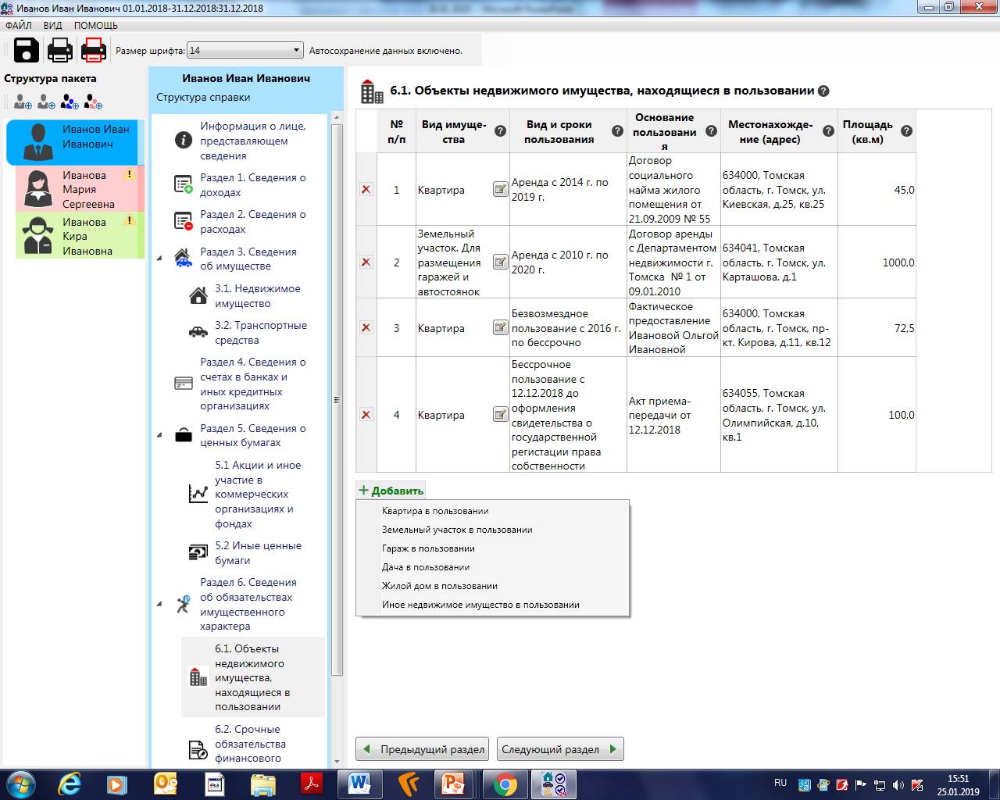 Иванов Иван Иванович 01.01.2018-31.12.2018:31.12.2018
ФАЙЛ ВИД ПОМОЩЬ
Размер шрифта: 14 Автосохранение данных включено.
Структура пакета
Иванов Иван
Иванович
Иванова
Мария
Сергеевна
Иванова
Кира
Ивановна
Иванов Иван Иванович
Структура справки
Информация о лице,
представляющем
сведения
Раздел 1. Сведения о
доходах
Раздел 2. Сведения о
расходах
Раздел 3. Сведения
об имуществе
3.1. Недвижимое
имущество
3.2. Транспортные
средства
Раздел 4. Сведения о
счетах в банках и
иных кредитных
организациях
Раздел 5. Сведения о
ценных бумагах
5.1 Акции и иное
участие в
коммерческих
организациях и
фондах
5.2 Иные ценные
бумаги
Раздел 6. Сведения
об обязательствах
имущественного
характера
6.1. Объекты
недвижимого
имущества,
находящиеся в
пользовании
6.2. Срочные
обязательства
финансового
6.1. Объекты недвижимого имущества, находящиеся в пользовании
№
п/п
Вид имуще-
ства
Вид и сроки
пользования
Основание
пользовани
я
Местонахожде-
ние (адрес)
Площадь
(кв.м)
1
Квартира
Аренда с 2014 г. по
2019 г.
Договор
социального
найма жилого
помещения от
21.09.2009 № 55
634000, Томская
область, г. Томск, ул.
Киевская, д.25, кв.25
45,0
2
Земельный
участок. Для
размещения
гаражей и
автостоянок
Аренда с 2010 г. по
2020 г.
Договор аренды
с Департаментом
недвижимости г.
Томска № 1 от
09.01.2010
634041, Томская
область, г. Томск, ул.
Карташова, д.1
1000,0
3
Квартира
Безвозмездное
пользование с 2016 г.
по бессрочно
Фактическое
предоставление
Ивановой Ольгой
Ивановной
634000, Томская
область, г. Томск, пр-
кт. Кирова, д.11, кв.12
72,5
4
Квартира
Бессрочное
пользование с
12.12.2018 до
оформления
свидетельства о
государственной
регистации права
собственности
Акт приема-
передачи от
12.12.2018
634055, Томская
область, г. Томск, ул.
Олимпийская, д.10,
кв.1
100,0
Добавить
Квартира в пользовании
Земельный участок в пользовании
Гараж в пользовании
Дача в пользовании
Жилой дом в пользовании
Иное недвижимое имущество в пользовании
Предыдущий раздел
Следующий раздел
RU
15:51
25.01.2019